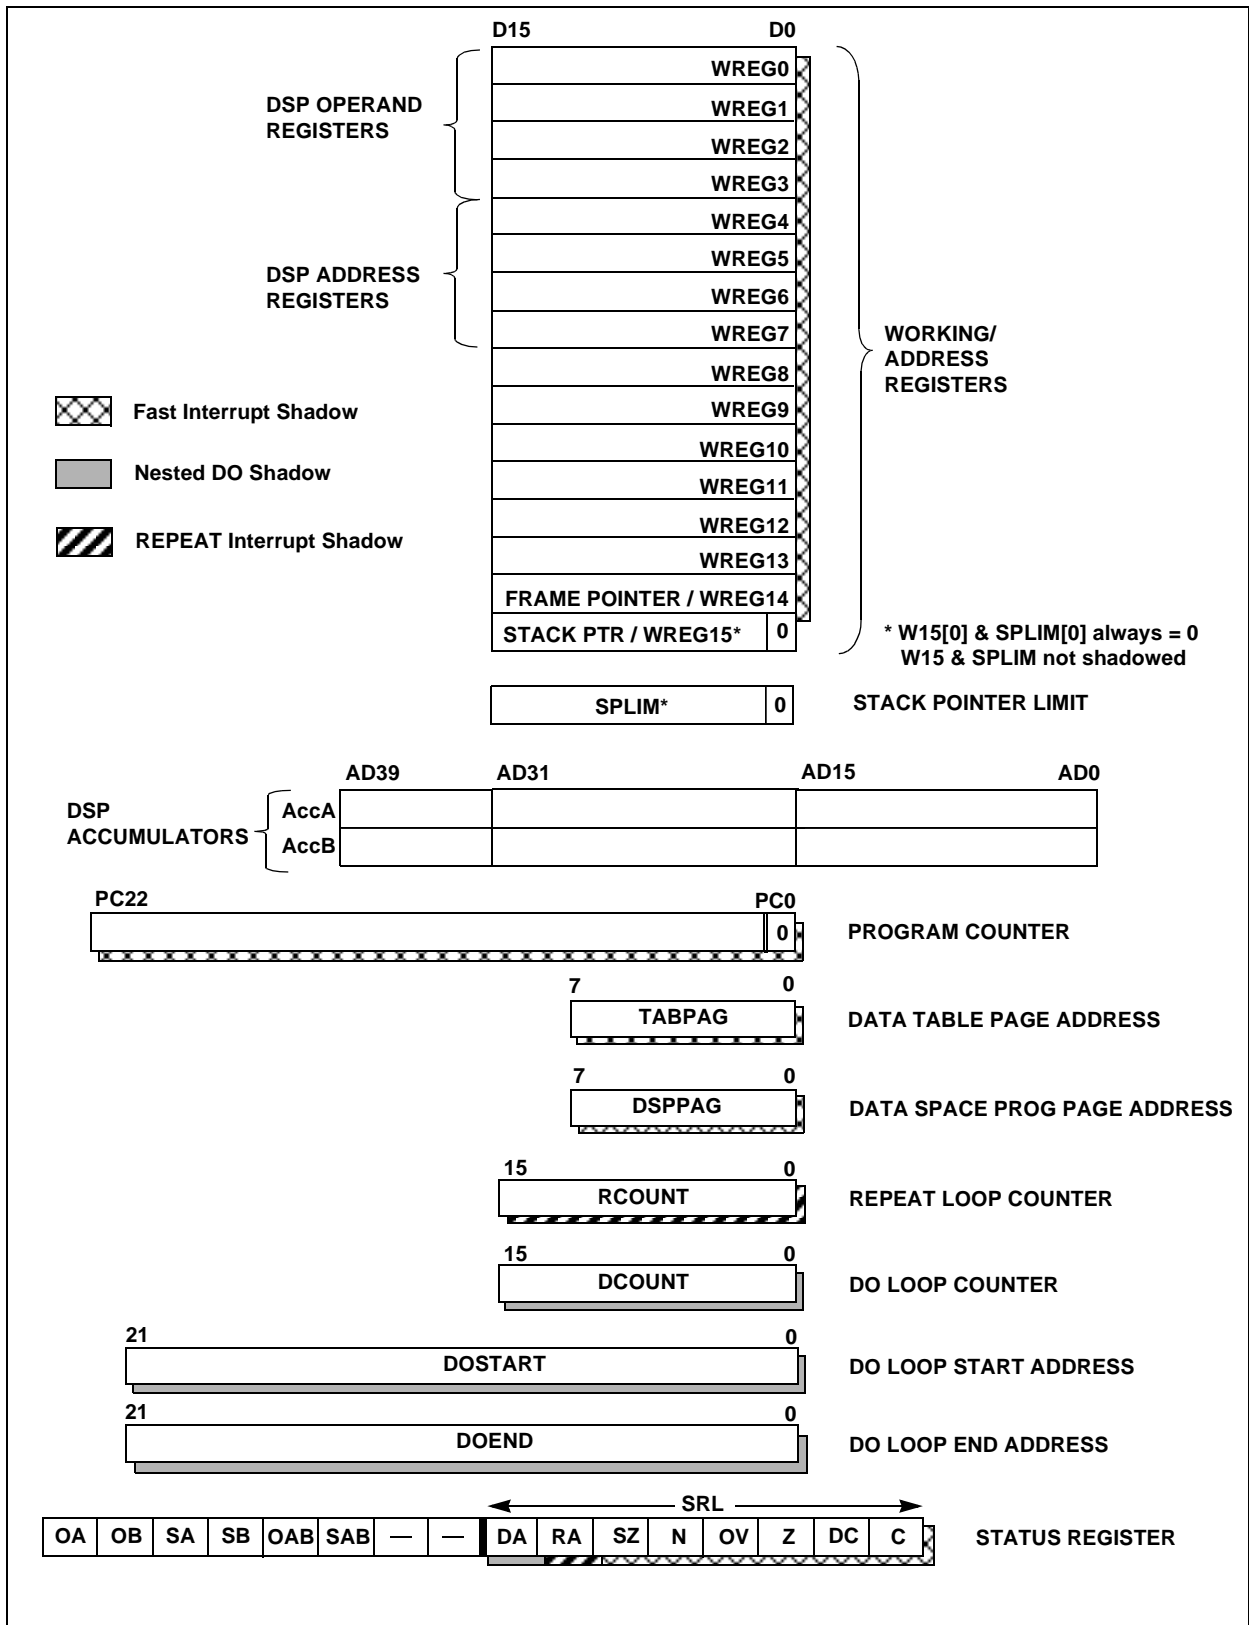 D15 D0
WREG0
DSP OPERAND
REGISTERS
WREG1
WREG2
WREG3
WREG4
DSP ADDRESS
REGISTERS
WREG5
WREG6
WREG7
WORKING/
ADDRESS
REGISTERS
WREG8
Fast Interrupt Shadow
WREG9
WREG10
Nested DO Shadow
WREG11
WREG12
REPEAT Interrupt Shadow
WREG13
FRAME POINTER / WREG14
STACK PTR / WREG15* 0
* W15[0] & SPLIM[0] always = 0
W15 & SPLIM not shadowed
SPLIM* 0 STACK POINTER LIMIT
AD39 AD31 AD15 AD0
DSP
ACCUMULATORS
AccA
AccB
PC22 PC0
0 PROGRAM COUNTER
7 0
TABPAG DATA TABLE PAGE ADDRESS
7 0
DSPPAG DATA SPACE PROG PAGE ADDRESS
15 0
RCOUNT REPEAT LOOP COUNTER
15 0
DCOUNT DO LOOP COUNTER
21 0
DOSTART DO LOOP START ADDRESS
21 0
DOEND DO LOOP END ADDRESS
SRL
OA OB SA SB OAB SAB — — DA RA SZ N OV Z DC C STATUS REGISTER